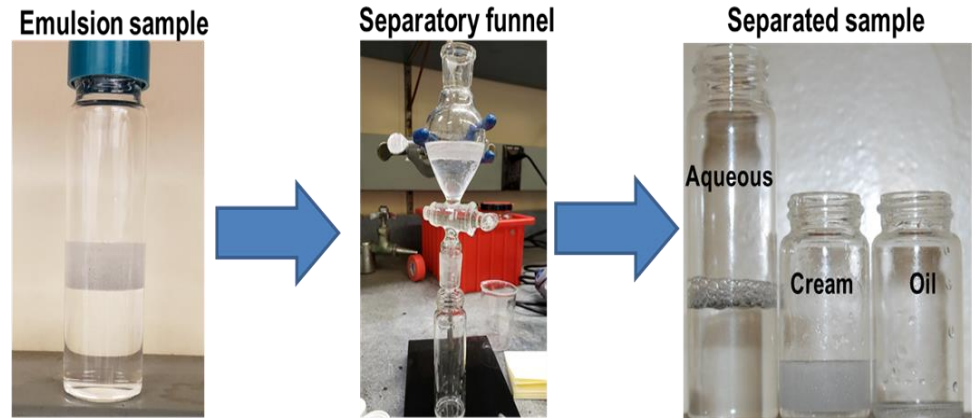 Emulsion sample
Separatory funnel
Separated sample
Aqueous
Cream
Oil